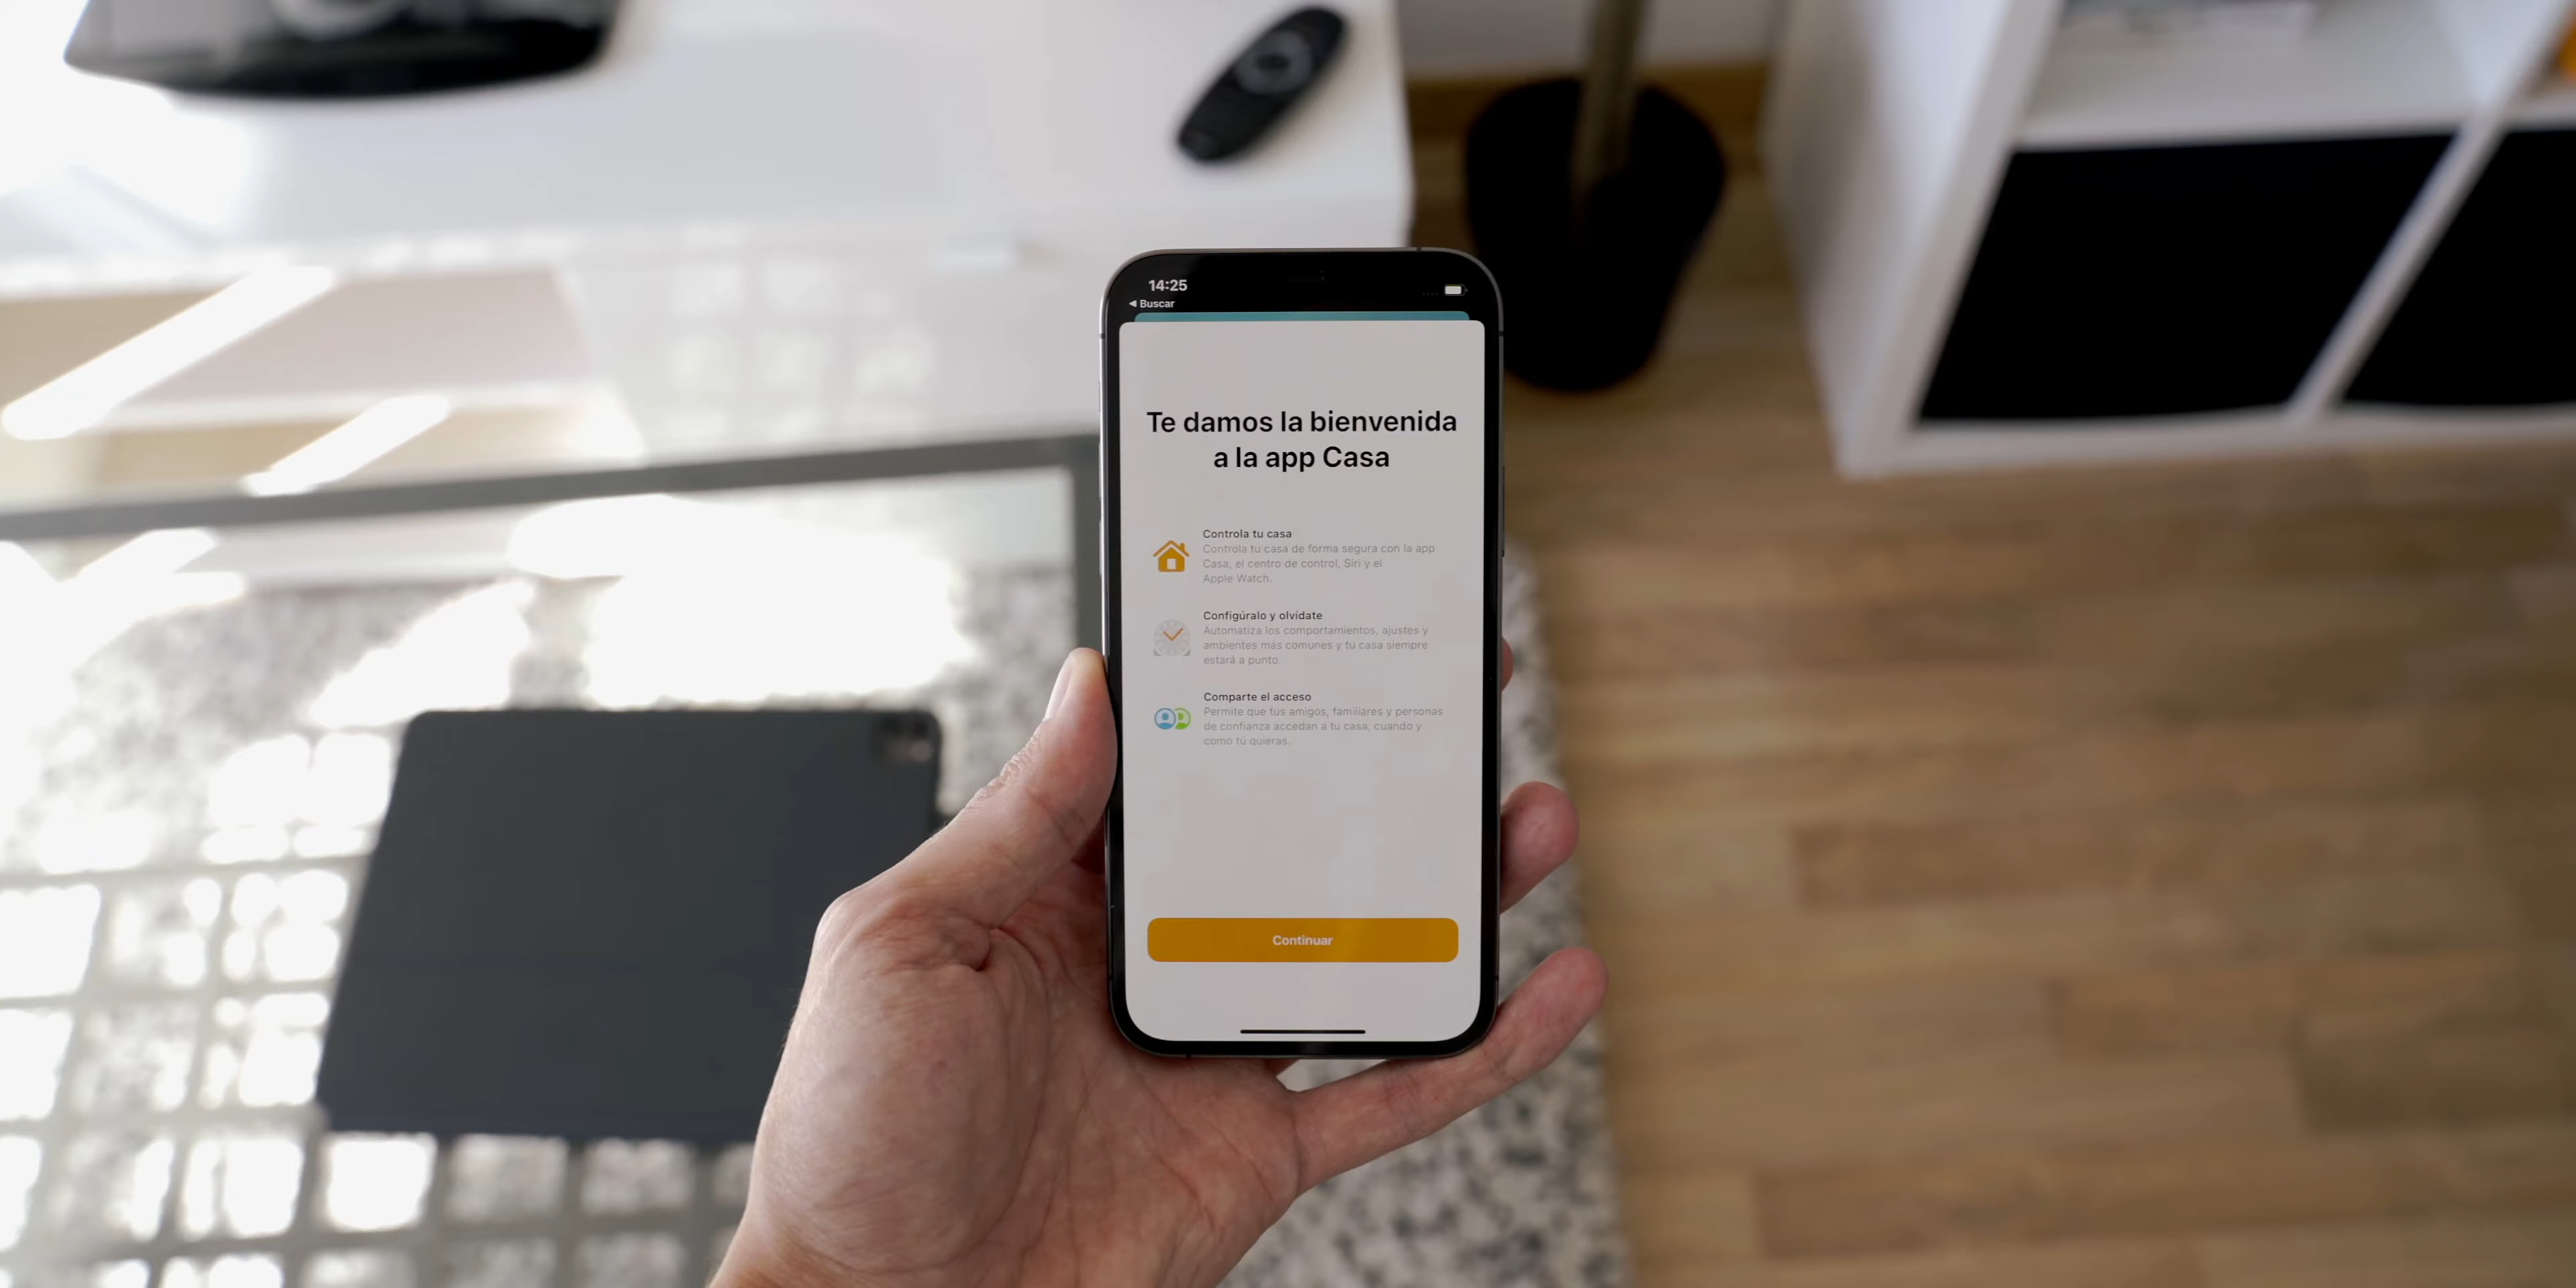 14:25
◀ Buscar
Te damos la bienvenida
a la app Casa
Controla tu casa
Controla tu casa de forma segura con la app
Casa, el centro de control, Siri y el
Apple Watch.
Configúralo y olvídate
Automatiza los comportamientos, ajustes y
ambientes más comunes y tu casa siempre
estará a punto.
Comparte el acceso
Permite que tus amigos, familiares y personas
de confianza accedan a tu casa, cuando y
como tú quieras.
Continuar